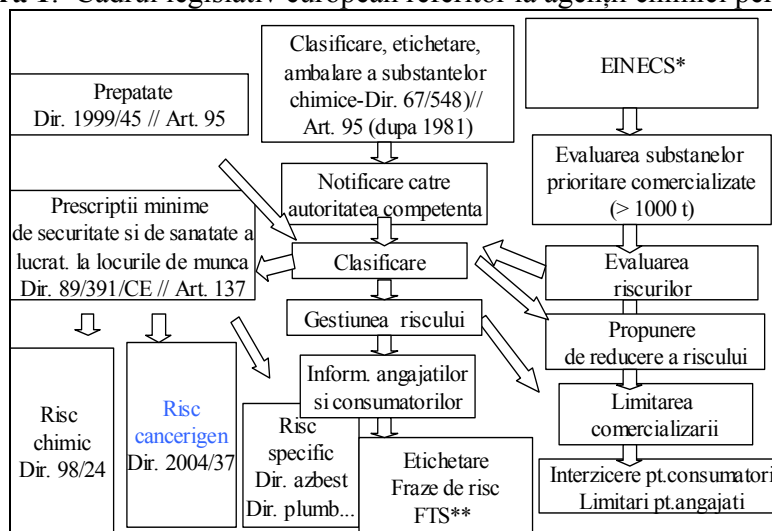 Cadrul legislativ european referitor la agenții chimici
Prepatate
Dir. 1999/45 // Art. 95
Clasificare, etichetare,
ambalare a substantelor
chimice-Dir. 67/548)//
Art. 95 (dupa 1981)
EINECS*
Notificare catre
autoritatea competenta
Evaluarea substanelor
prioritare comercializate
(> 1000 t)
Prescriptii minime
de securitate si de sanatate a
lucrat. la locurile de munca
Dir. 89/391/CE // Art. 137
Clasificare
Evaluarea
riscurilor
Gestiunea riscului
Propunere
de reducere a riscului
Inform. angajatilor
si consumatorilor
Limitarea
comercializarii
Risc
chimic
Dir. 98/24
Risc
cancerigen
Dir. 2004/37
Risc
specific
Dir. azbest
Dir. plumb...
Etichetare
Fraze de risc
FTS**
Interzicere pt.consumatori
Limitari pt.angajati